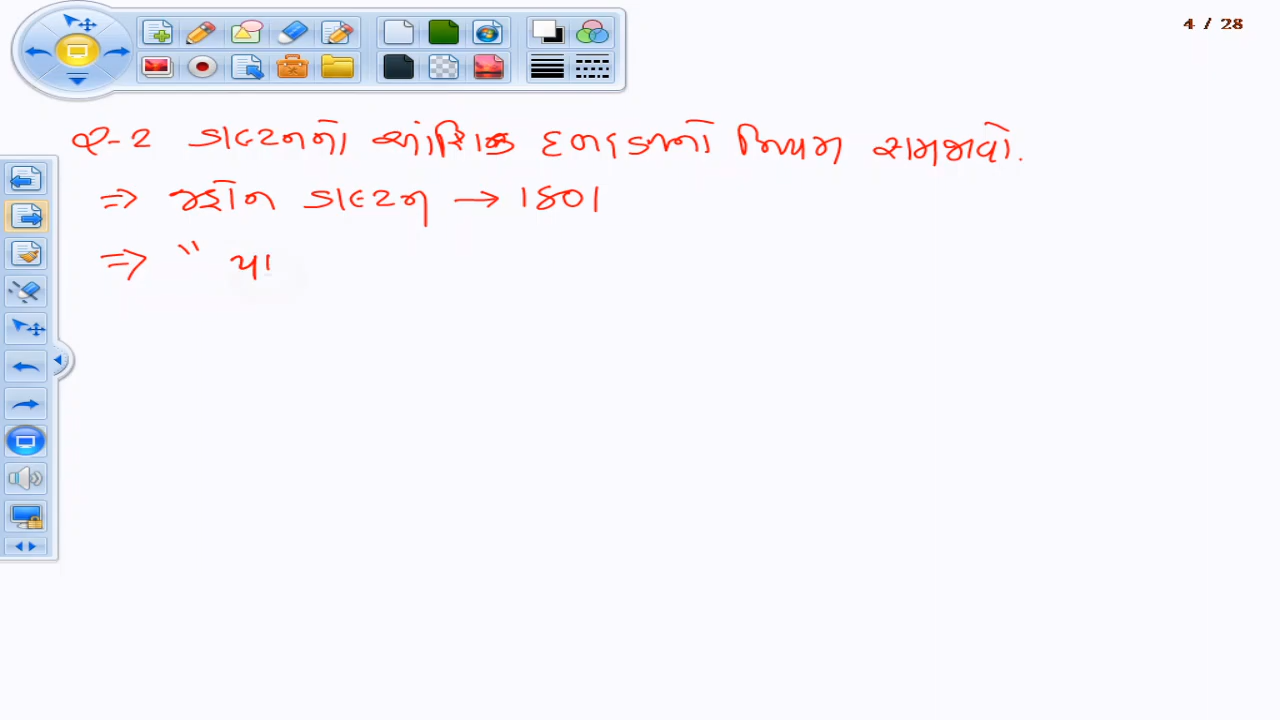 4 / 28
Q-2 ડાલ્ટનનો આંશિક દબાણનો નિયમ સમજાવો.
⇒ જ્હોન ડાલ્ટન → 1801
⇒ " પા